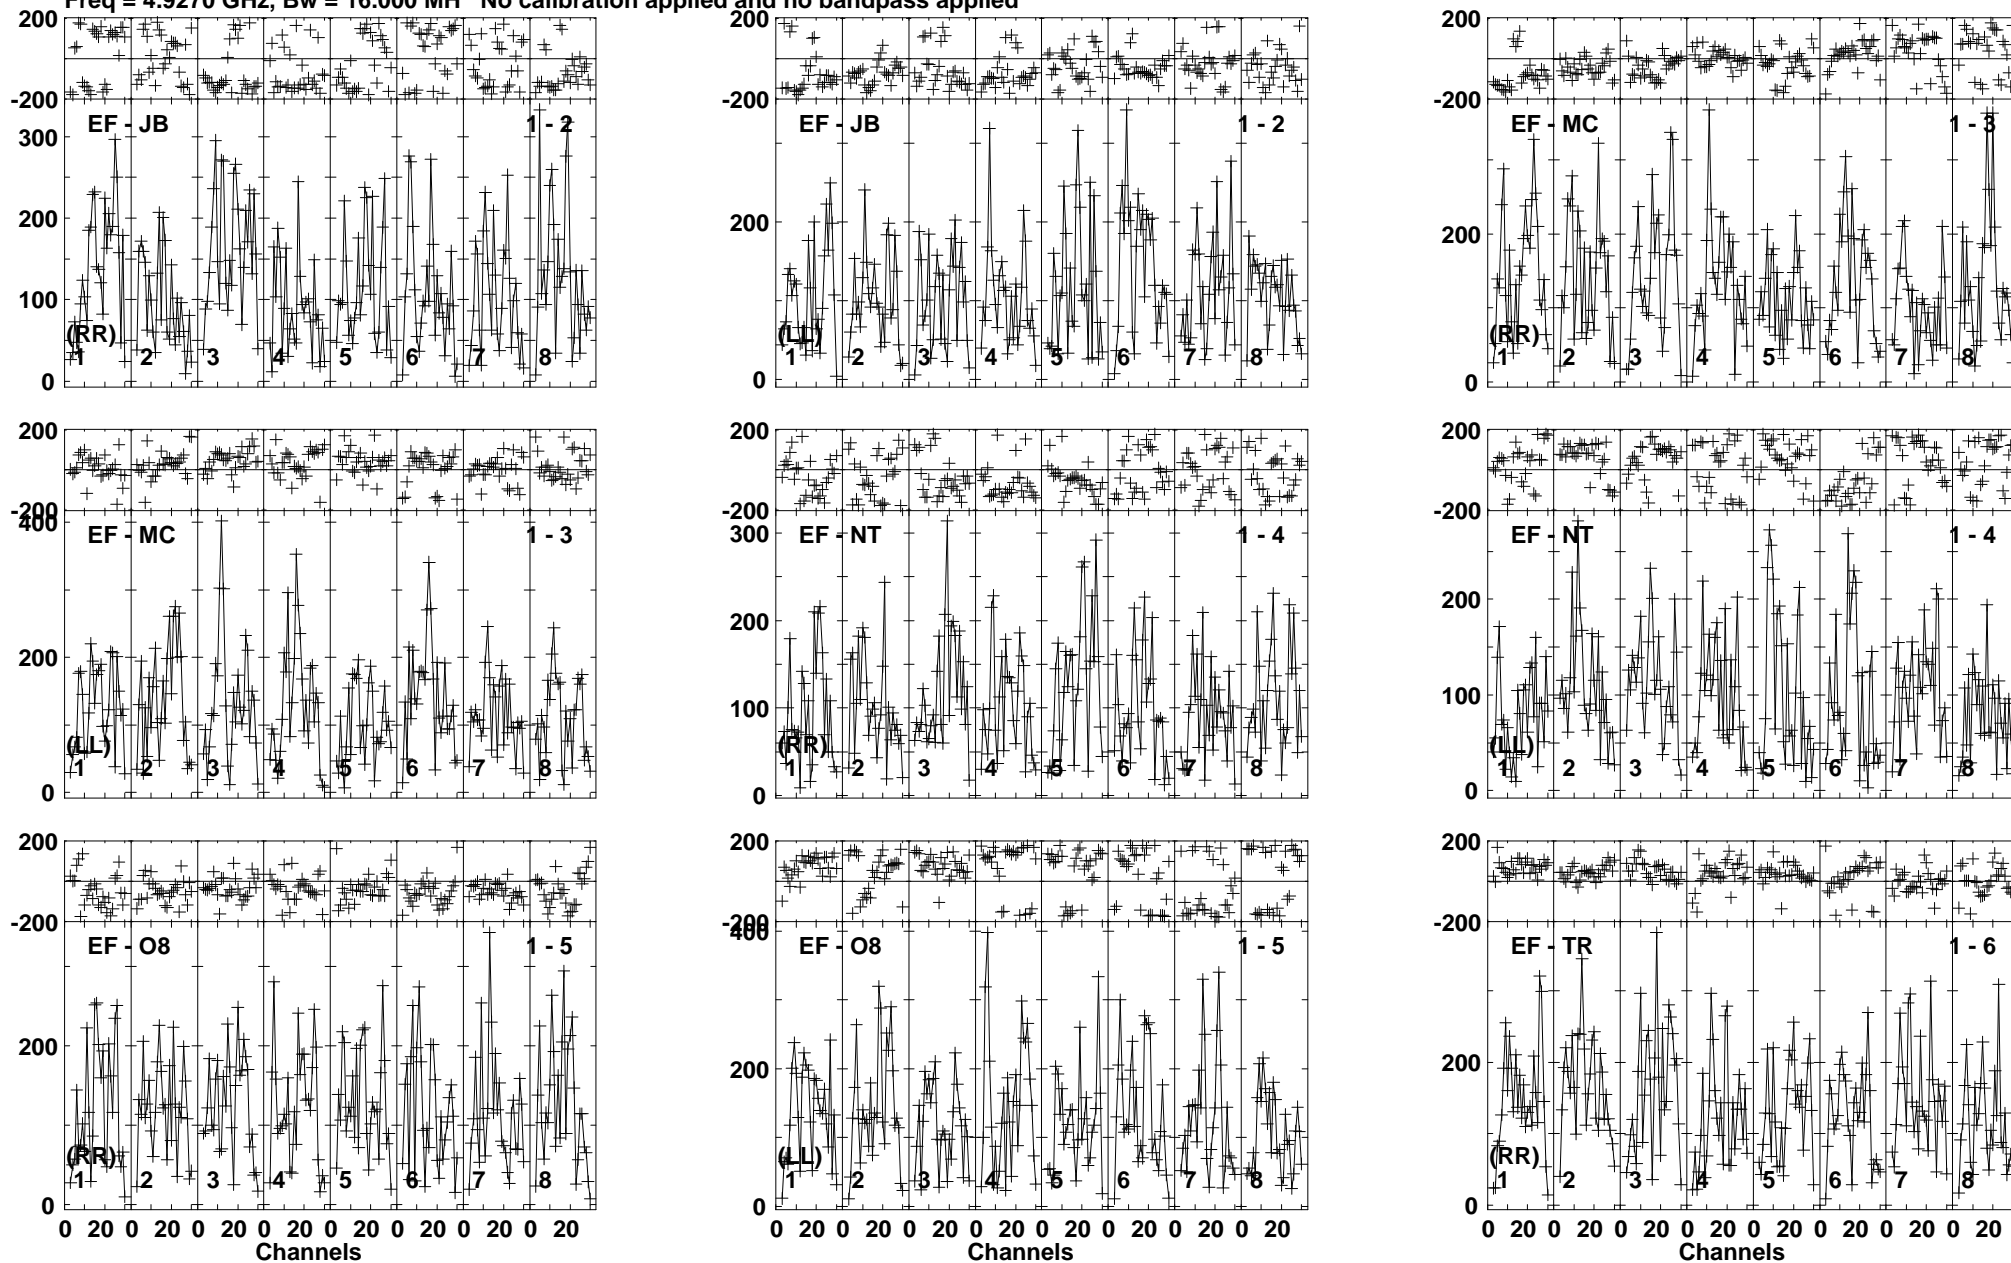 Freq = 4.9270 GHz, Bw = 16.000 MH No calibration applied and no bandpass applied
200 200 200
-200 -200 -200
EF - JB 1 - 2 EF - JB 1 - 2 EF - MC 1 - 3
300
200 200 200
100
(RR) (LL) (RR)
1 2 3 4 5 6 7 8 1 2 3 4 5 6 7 8 1 2 3 4 5 6 7 8
0 0 0
200 200 200
-200 -200 -200
400 300
EF - MC 1 - 3 EF - NT 1 - 4 EF - NT 1 - 4
200 200 200
100 100
(LL) (RR) (LL)
1 2 3 4 5 6 7 8 1 2 3 4 5 6 7 8 1 2 3 4 5 6 7 8
0 0 0
200 200 200
-200 -200 -200
400
EF - O8 1 - 5 EF - O8 1 - 5 EF - TR 1 - 6
200 200 200
(RR) (LL) (RR)
1 2 3 4 5 6 7 8 1 2 3 4 5 6 7 8 1 2 3 4 5 6 7 8
0 0 0
0 20 0 20 0 20 0 20 0 20 0 20 0 20 0 20 0 20 0 20 0 20 0 20 0 20 0 20 0 20 0 20 0 20 0 20 0 20 0 20 0 20 0 20 0 20 0 20
Channels Channels Channels